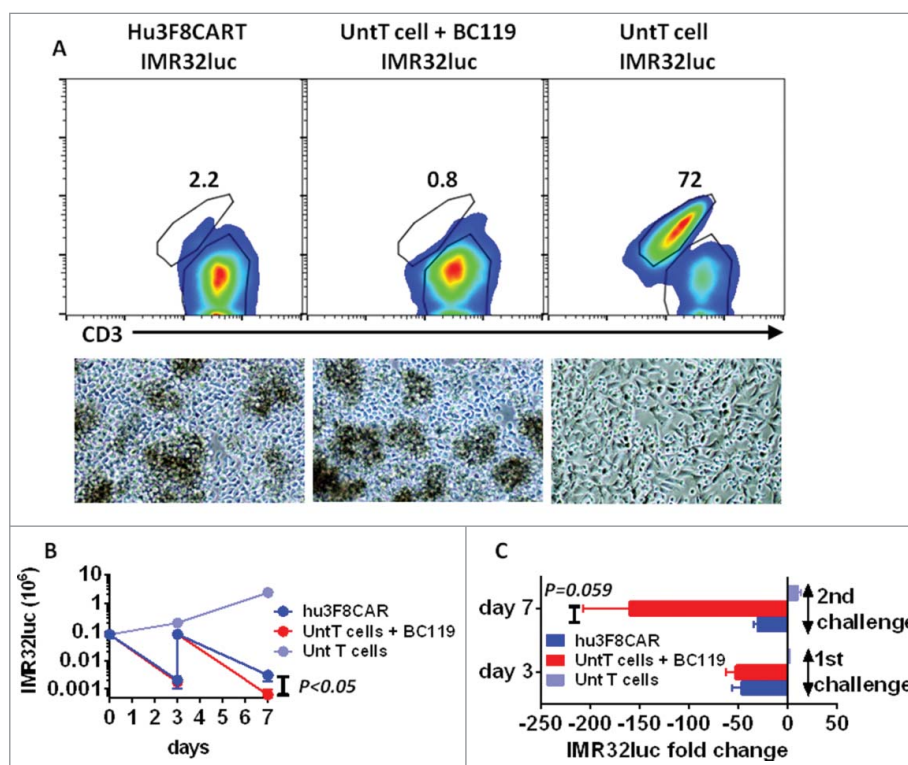 A
Hu3F8CART
IMR32luc
UntT cell + BC119
IMR32luc
UntT cell
IMR32luc
2.2
0.8
72
CD3
B
IMR32luc (10⁶)
10
1
0.1
0.01
0.001
0 1 2 3 3 4 5 6 7
days
hu3F8CAR
UntT cells + BC119
Unt T cells
P<0.05
C
P=0.059
day 7
day 3
hu3F8CAR
UntT cells + BC119
Unt T cells
2nd
challenge
1st
challenge
-250 -200 -150 -100 -50 0 50
IMR32luc fold change